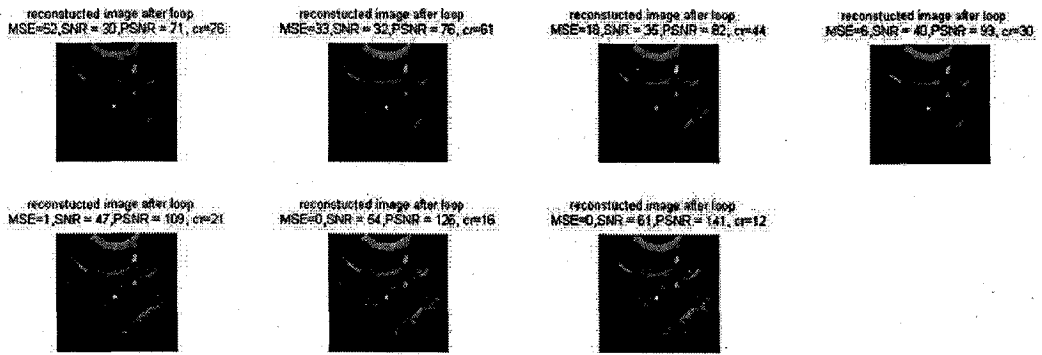 reconstucted image after loop
MSE=52,SNR = 30,PSNR = 71, cr=76
reconstucted image after loop
MSE=33,SNR = 32,PSNR = 76, cr=61
reconstucted image after loop
MSE=18,SNR = 35,PSNR = 82, cr=44
reconstucted image after loop
MSE=6,SNR = 40,PSNR = 93, cr=30
reconstucted image after loop
MSE=1,SNR = 47,PSNR = 109, cr=21
reconstucted image after loop
MSE=0,SNR = 54,PSNR = 126, cr=16
reconstucted image after loop
MSE=0,SNR = 61,PSNR = 141, cr=12